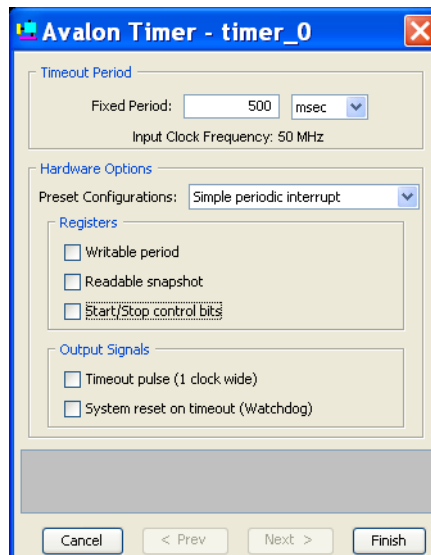 Avalon Timer - timer_0
Timeout Period
Fixed Period: 500 msec
Input Clock Frequency: 50 MHz
Hardware Options
Preset Configurations: Simple periodic interrupt
Registers
Writable period
Readable snapshot
Start/Stop control bits
Output Signals
Timeout pulse (1 clock wide)
System reset on timeout (Watchdog)
Cancel < Prev Next > Finish